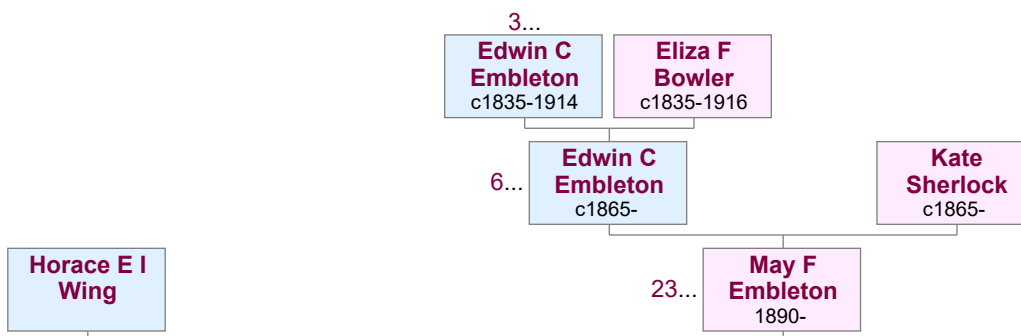 3...
Edwin C
Embleton
c1835-1914
Eliza F
Bowler
c1835-1916
6...
Edwin C
Embleton
c1865-
Kate
Sherlock
c1865-
Horace E I
Wing
23...
May F
Embleton
1890-